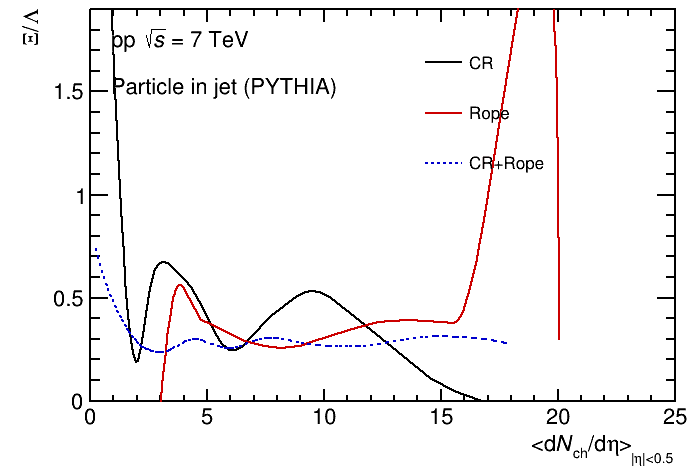 Ξ/Λ
pp √s = 7 TeV
Particle in jet (PYTHIA)
CR
Rope
CR+Rope
1.5
1
0.5
0
0 5 10 15 20 25
<dNch/dη>|η|<0.5